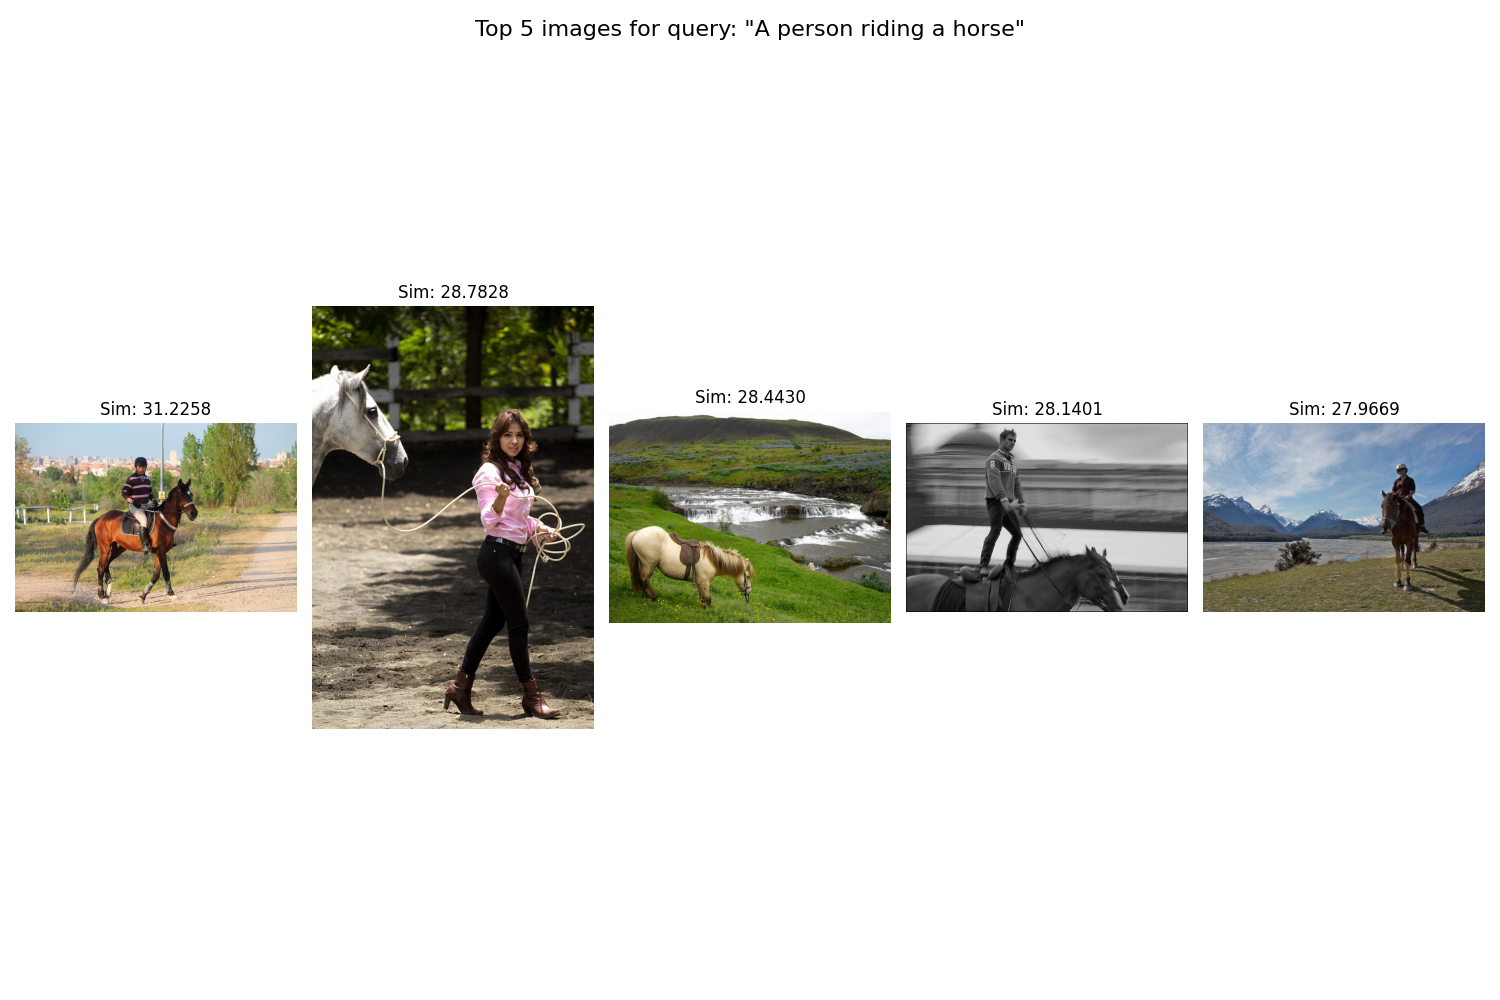 Top 5 images for query: "A person riding a horse"
Sim: 31.2258
Sim: 28.7828
Sim: 28.4430
Sim: 28.1401
Sim: 27.9669